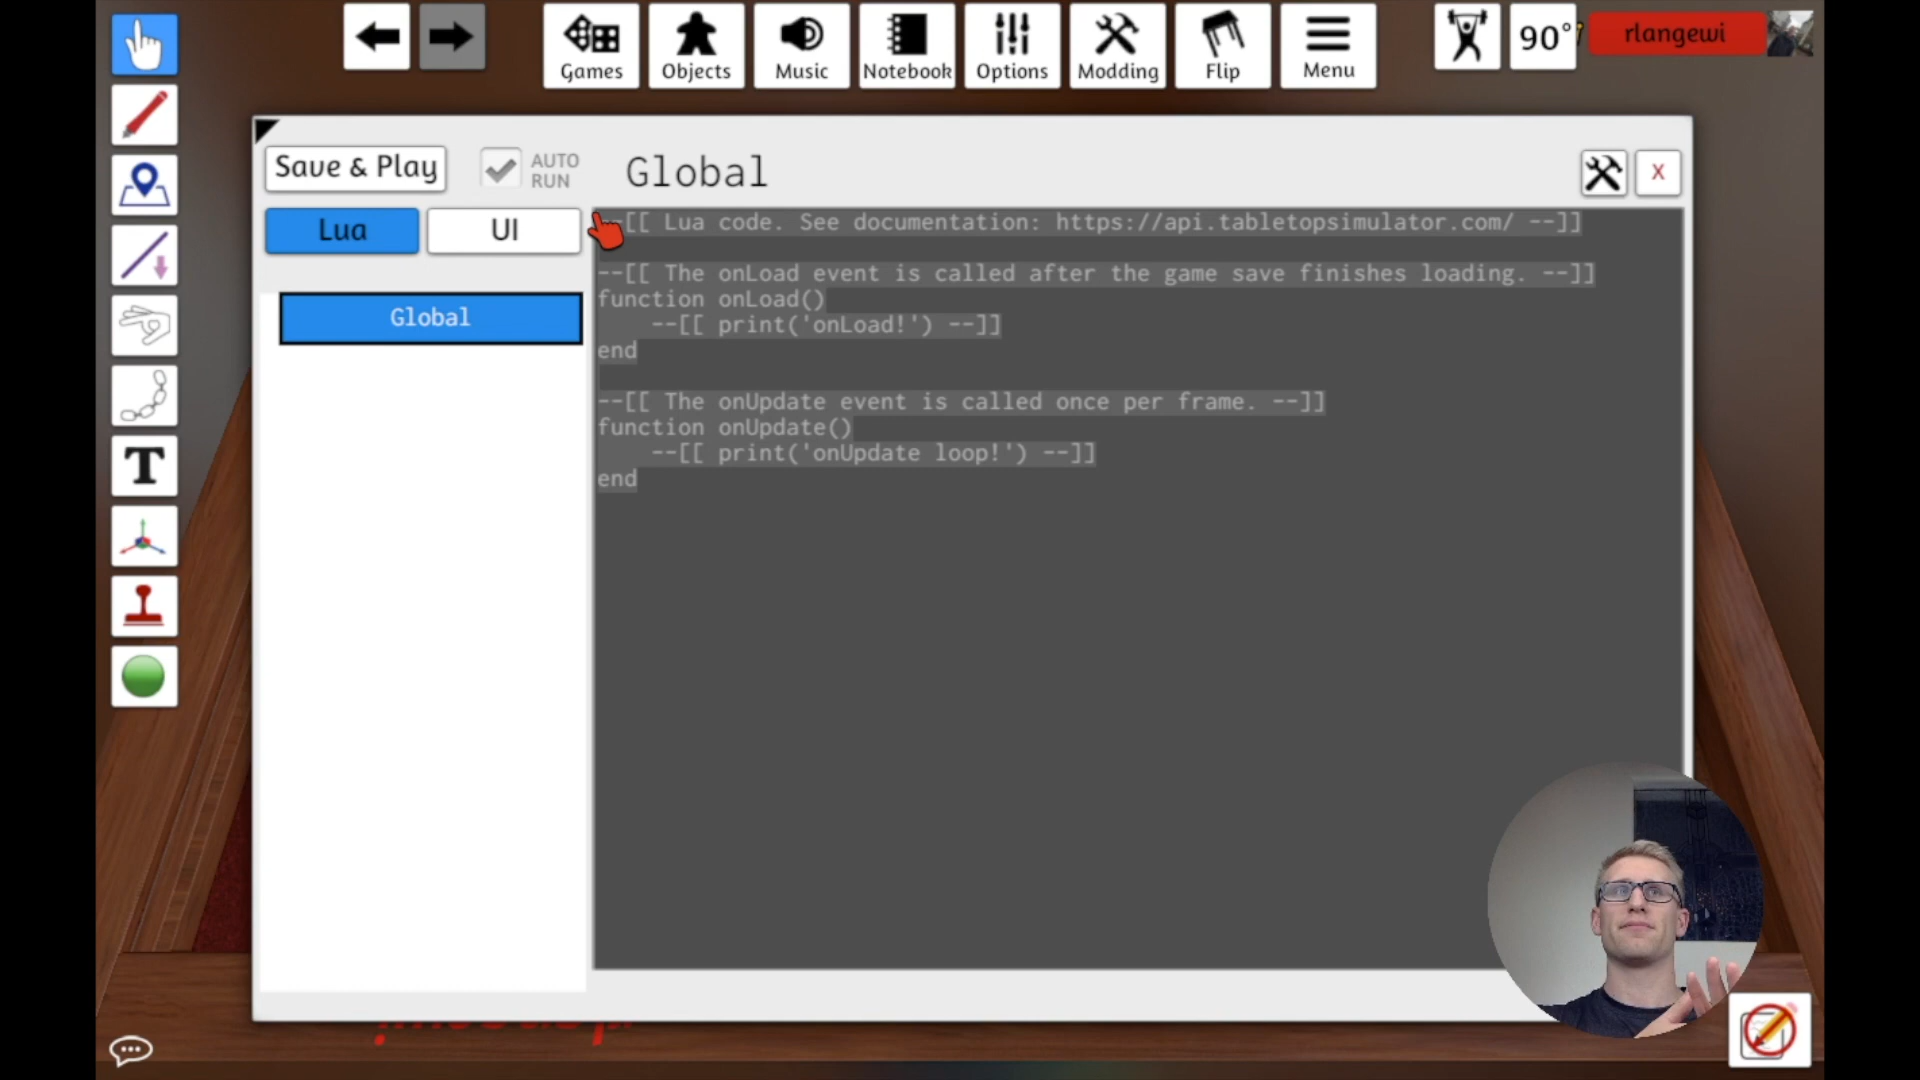 90°
rlangewi
Games
Objects
Music
Notebook
Options
Modding
Flip
Menu
Save & Play
AUTO
RUN
Global
X
Lua
UI
Global
T
[[ Lua code. See documentation: https://api.tabletopsimulator.com/ --]]
--[[ The onLoad event is called after the game save finishes loading. --]]
function onLoad()
--[[ print('onLoad!') --]]
end
--[[ The onUpdate event is called once per frame. --]]
function onUpdate()
--[[ print('onUpdate loop!') --]]
end